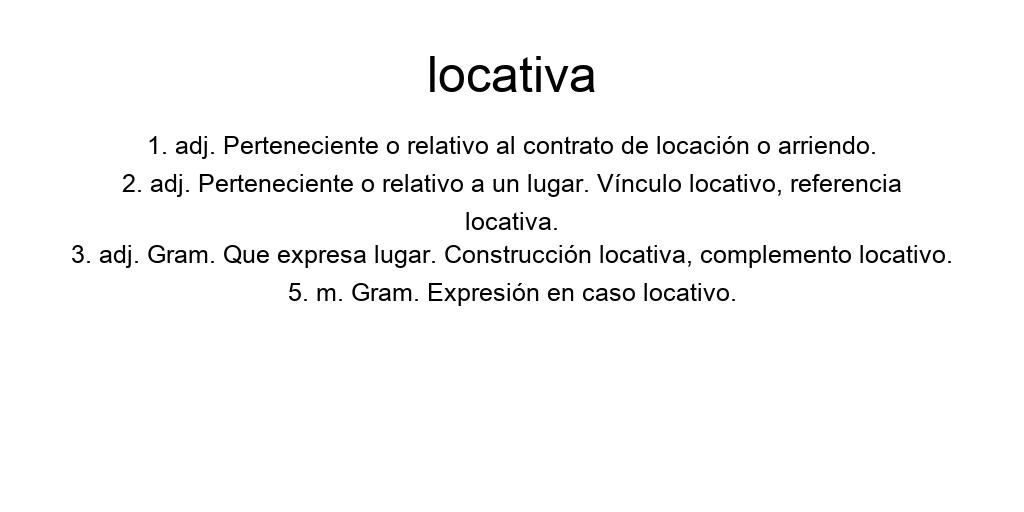 locativa
1. adj. Perteneciente o relativo al contrato de locación o arriendo.
2. adj. Perteneciente o relativo a un lugar. Vínculo locativo, referencia
locativa.
3. adj. Gram. Que expresa lugar. Construcción locativa, complemento locativo.
5. m. Gram. Expresión en caso locativo.